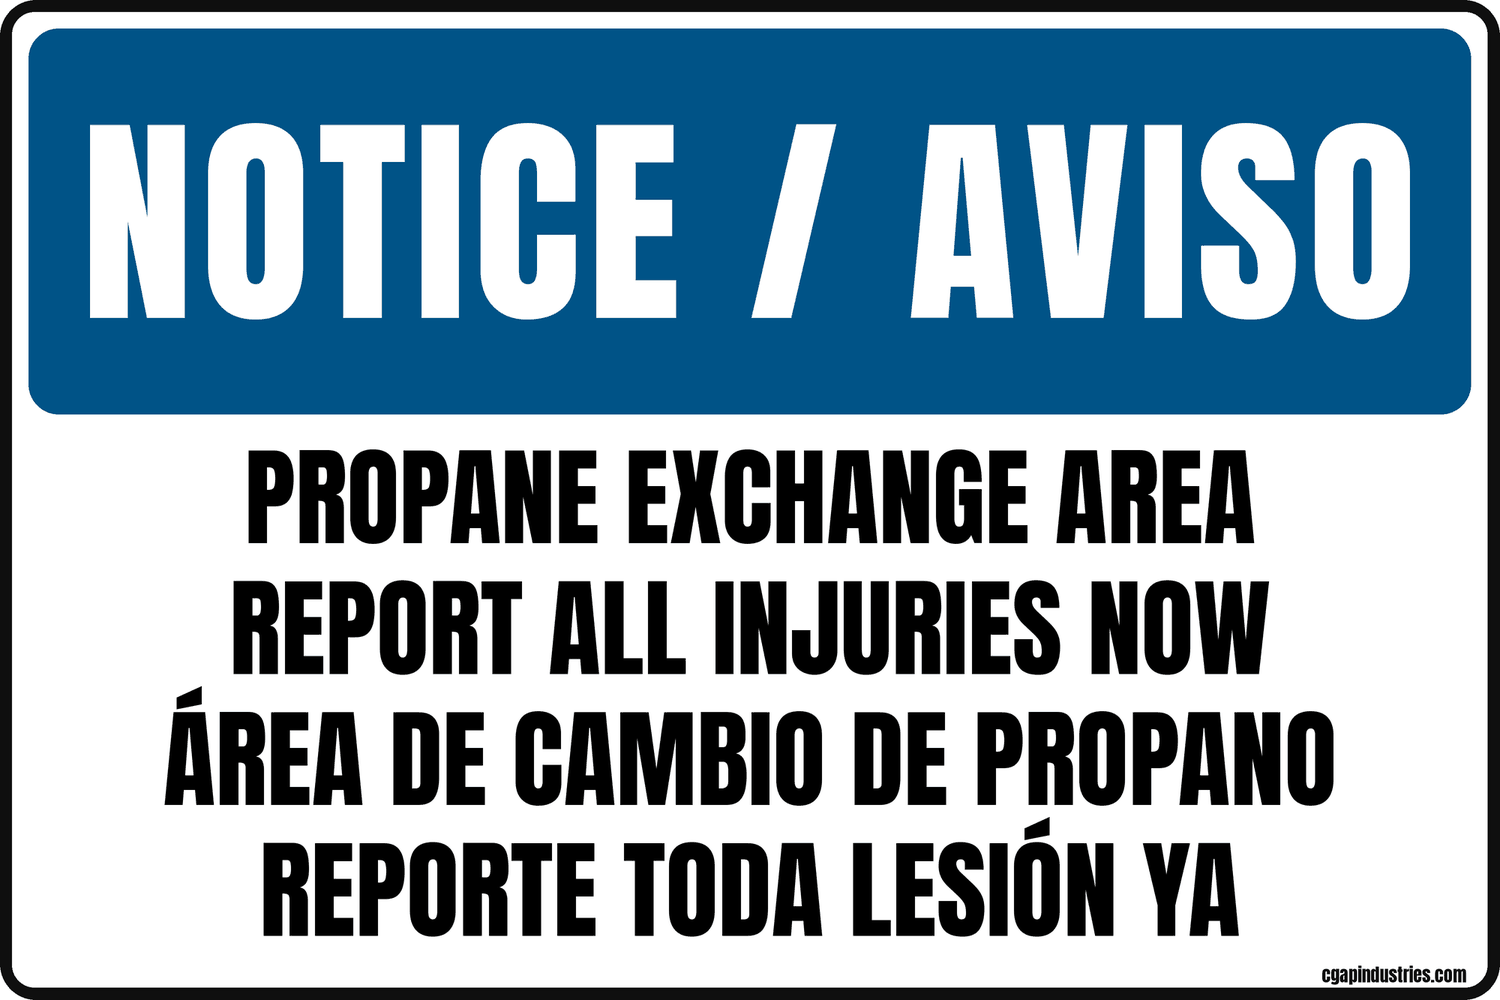 NOTICE / AVISO
PROPANE EXCHANGE AREA
REPORT ALL INJURIES NOW
ÁREA DE CAMBIO DE PROPANO
REPORTE TODA LESIÓN YA
cgapindustries.com